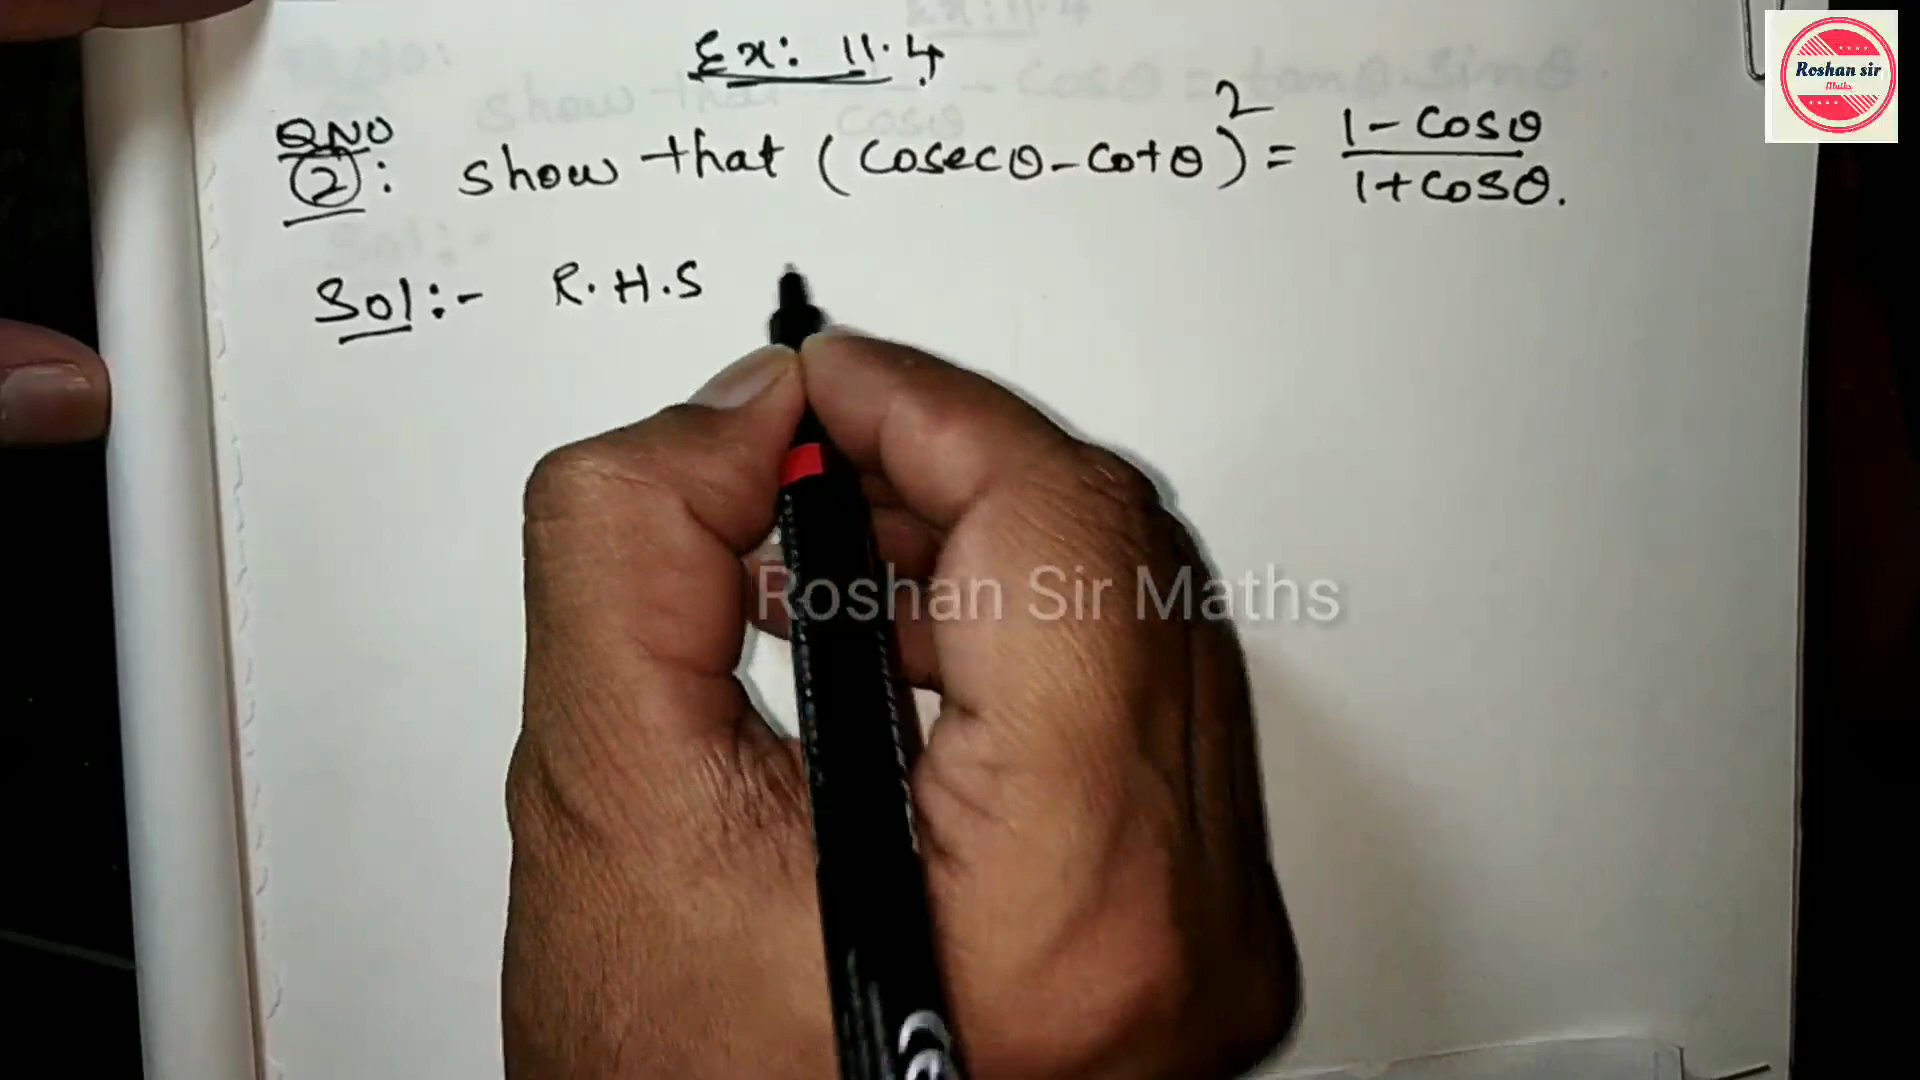 Ex: 11.4
QNO
②: show that (cosecθ-cotθ)² = 1-cosθ / 1+cosθ.
Sol:- R.H.S
Roshan sir
Maths
Roshan Sir Maths